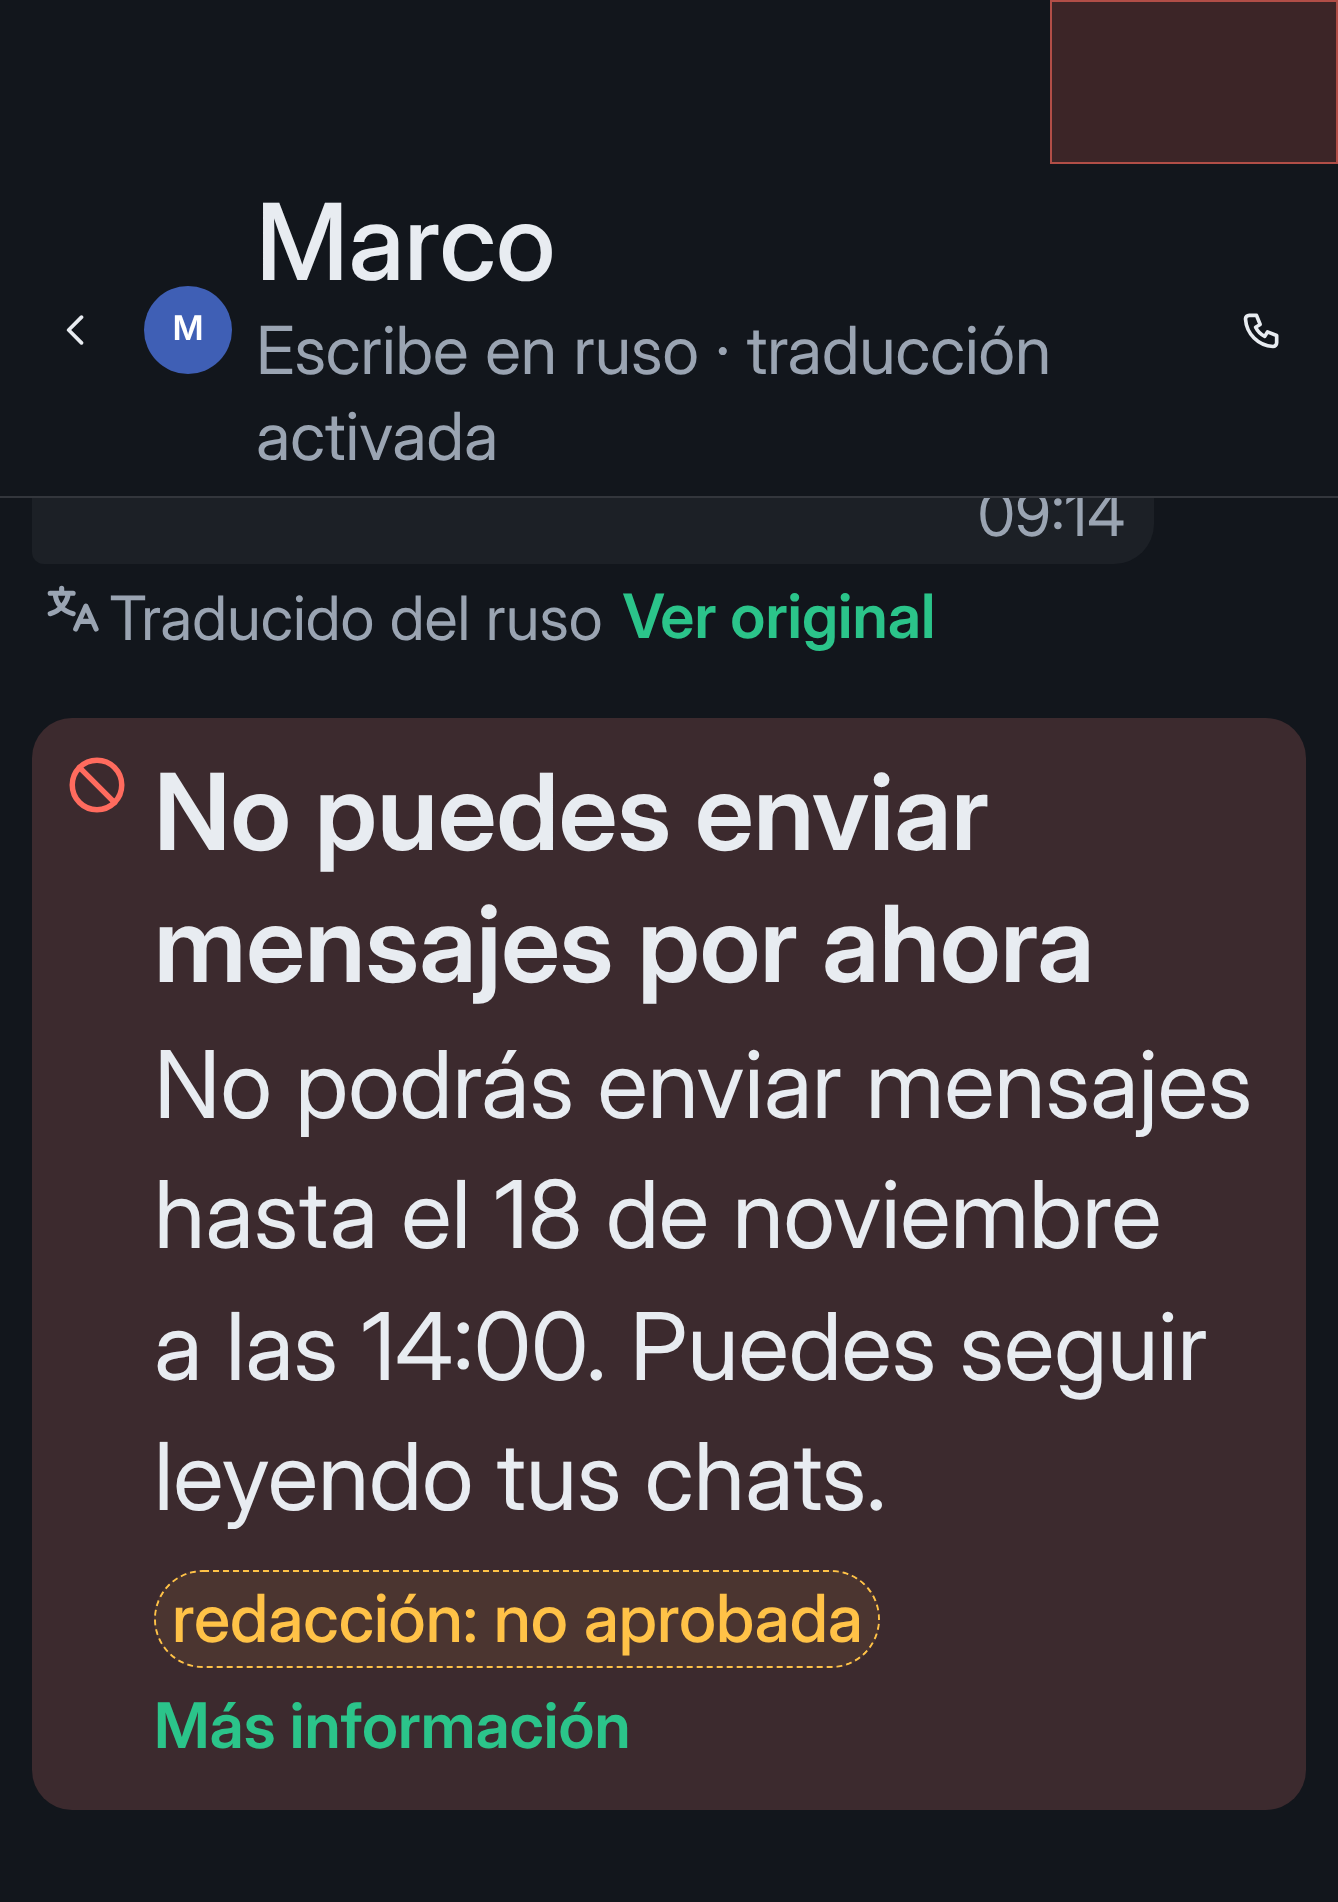 Marco
M
Escribe en ruso · traducción
activada
09:14
Traducido del ruso Ver original
No puedes enviar
mensajes por ahora
No podrás enviar mensajes
hasta el 18 de noviembre
a las 14:00. Puedes seguir
leyendo tus chats.
redacción: no aprobada
Más información